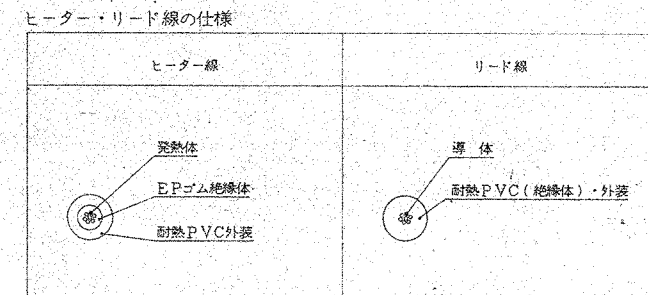 ヒーター・リード線の仕様
ヒーター線
リード線
発熱体
EPゴム絶縁体
耐熱PVC外装
導 体
耐熱PVC(絶縁体)・外装